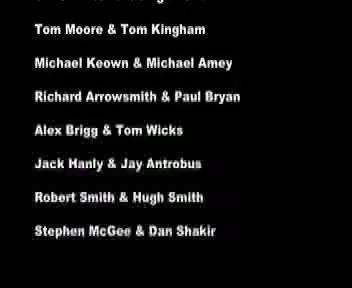 Tom Moore & Tom Kingham
Michael Keown & Michael Amey
Richard Arrowsmith & Paul Bryan
Alex Brigg & Tom Wicks
Jack Hanly & Jay Antrobus
Robert Smith & Hugh Smith
Stephen McGee & Dan Shakir